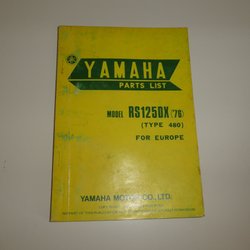 YAMAHA
PARTS LIST
MODEL RS125DX ('76)
(TYPE 480)
FOR EUROPE
YAMAHA MOTOR CO., LTD.